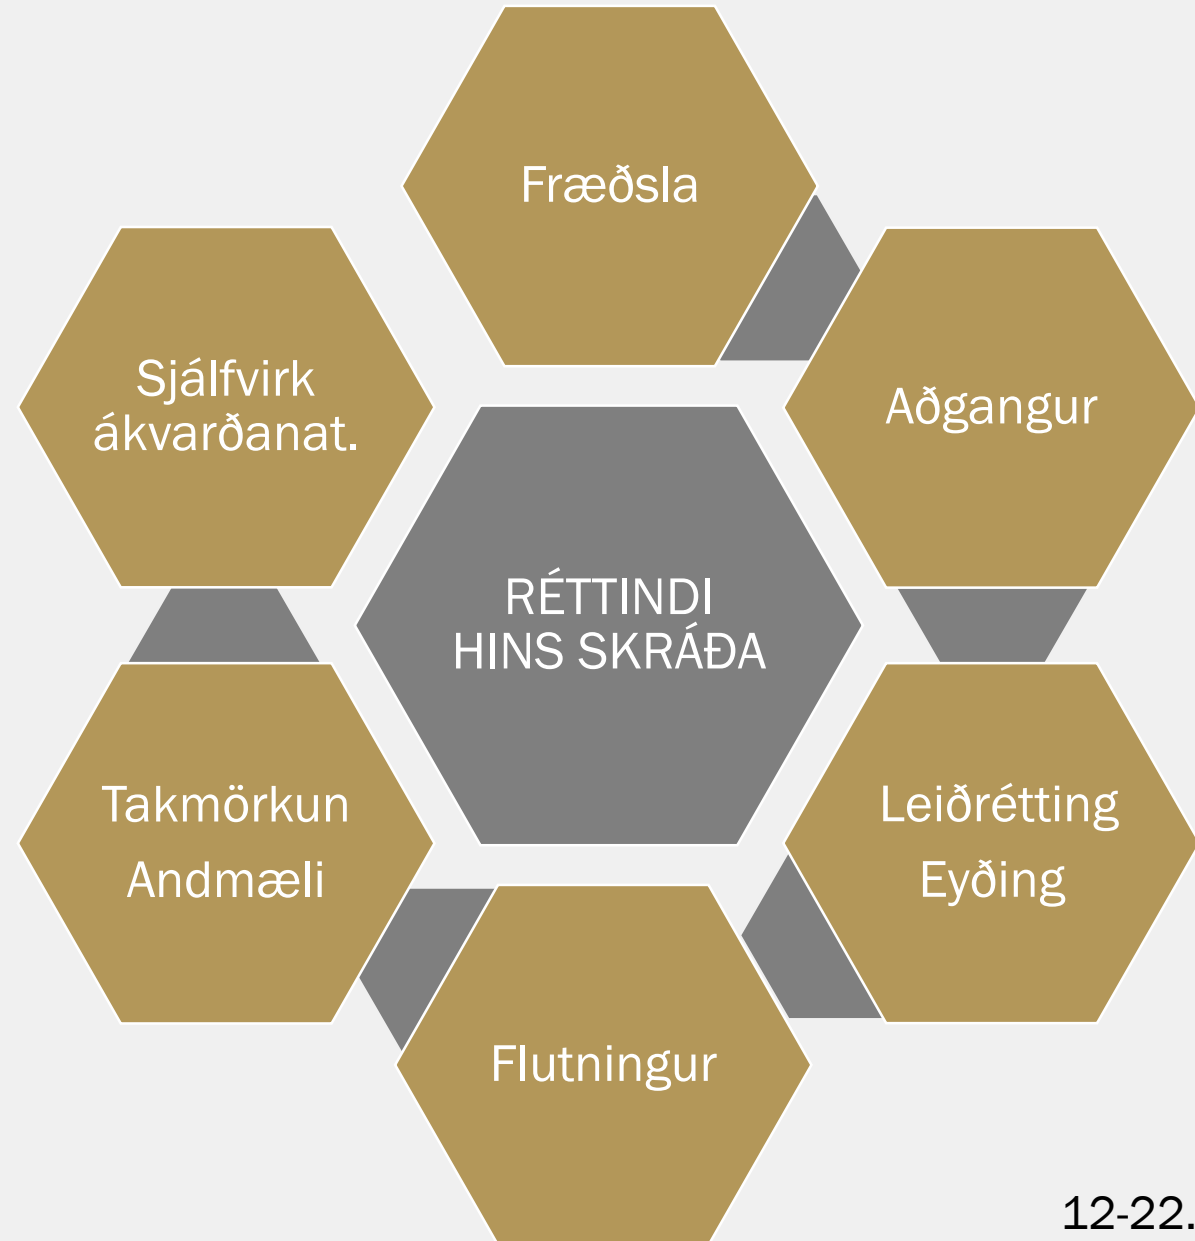 Fræðsla
Aðgangur
Leiðrétting
Eyðing
Flutningur
Takmörkun
Andmæli
Sjálfvirk
ákvarðanat.
RÉTTINDI
HINS SKRÁÐA
12-22.